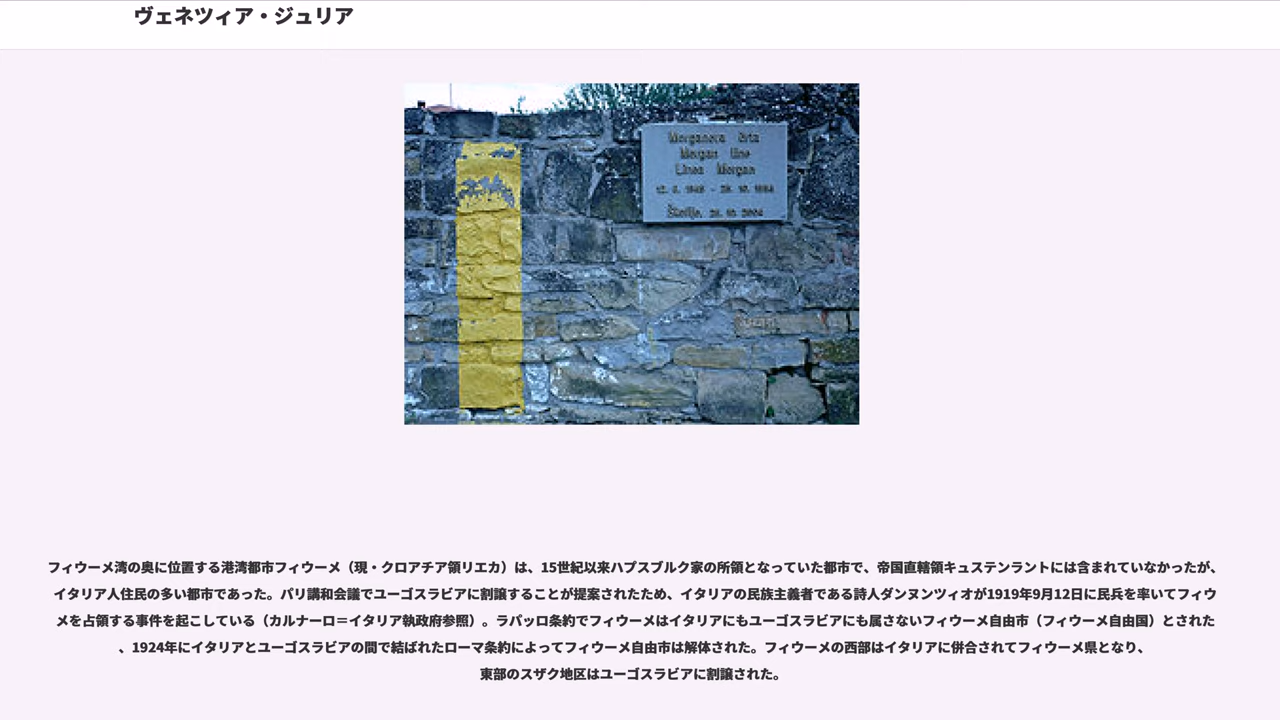 ヴェネツィア・ジュリア
Morganova črta
Morgan line
Linea Morgan
Škofije,
フィウーメ湾の奥に位置する港湾都市フィウーメ（現・クロアチア領リエカ）は、15世紀以来ハプスブルク家の所領となっていた都市で、帝国直轄領キュステンラントには含まれていなかったが、
イタリア人住民の多い都市であった。パリ講和会議でユーゴスラビアに割譲することが提案されたため、イタリアの民族主義者である詩人ダンヌンツィオが1919年9月12日に民兵を率いてフィウ
メを占領する事件を起こしている（カルナーロ＝イタリア執政府参照）。ラパッロ条約でフィウーメはイタリアにもユーゴスラビアにも属さないフィウーメ自由市（フィウーメ自由国）とされた
、1924年にイタリアとユーゴスラビアの間で結ばれたローマ条約によってフィウーメ自由市は解体された。フィウーメの西部はイタリアに併合されてフィウーメ県となり、
東部のスザク地区はユーゴスラビアに割譲された。